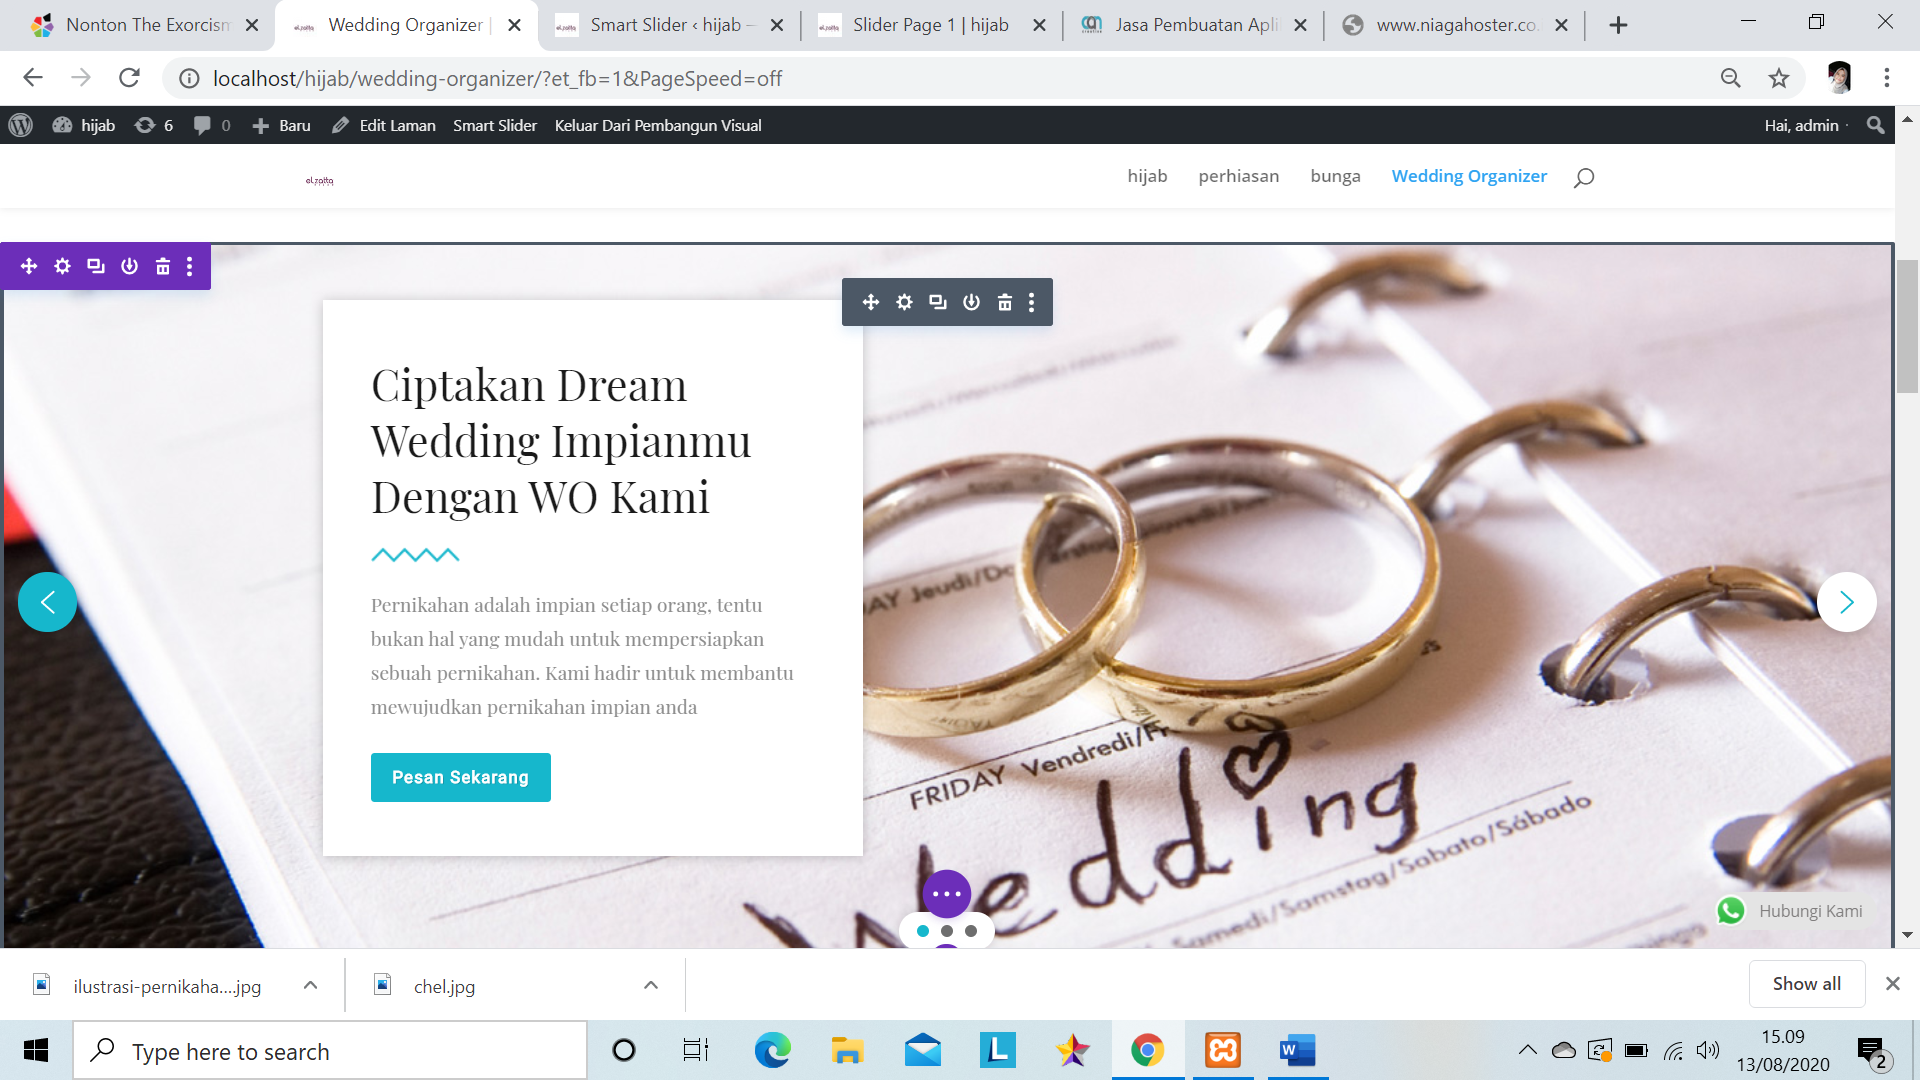 Nonton The Exorcism
Wedding Organizer |
Smart Slider ‹ hijab —
Slider Page 1 | hijab
Jasa Pembuatan Apli
www.niagahoster.co.
localhost/hijab/wedding-organizer/?et_fb=1&PageSpeed=off
hijab 6 0 Baru Edit Laman Smart Slider Keluar Dari Pembangun Visual Hai, admin
el.zatta
hijab perhiasan bunga Wedding Organizer
Ciptakan Dream
Wedding Impianmu
Dengan WO Kami
Pernikahan adalah impian setiap orang, tentu
bukan hal yang mudah untuk mempersiapkan
sebuah pernikahan. Kami hadir untuk membantu
mewujudkan pernikahan impian anda
Pesan Sekarang
AY Jeudi/
FRIDAY Vendredi/
Wedding
Samedi/Samstag/Sabato/Sábado
Hubungi Kami
ilustrasi-pernikaha....jpg
chel.jpg
Show all
Type here to search
L
W
15.09
13/08/2020
2